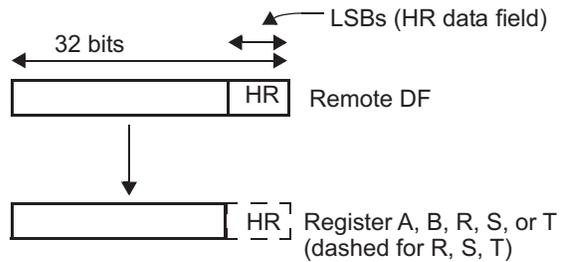 LSBs (HR data field)
32 bits
HR
Remote DF
HR
Register A, B, R, S, or T
(dashed for R, S, T)